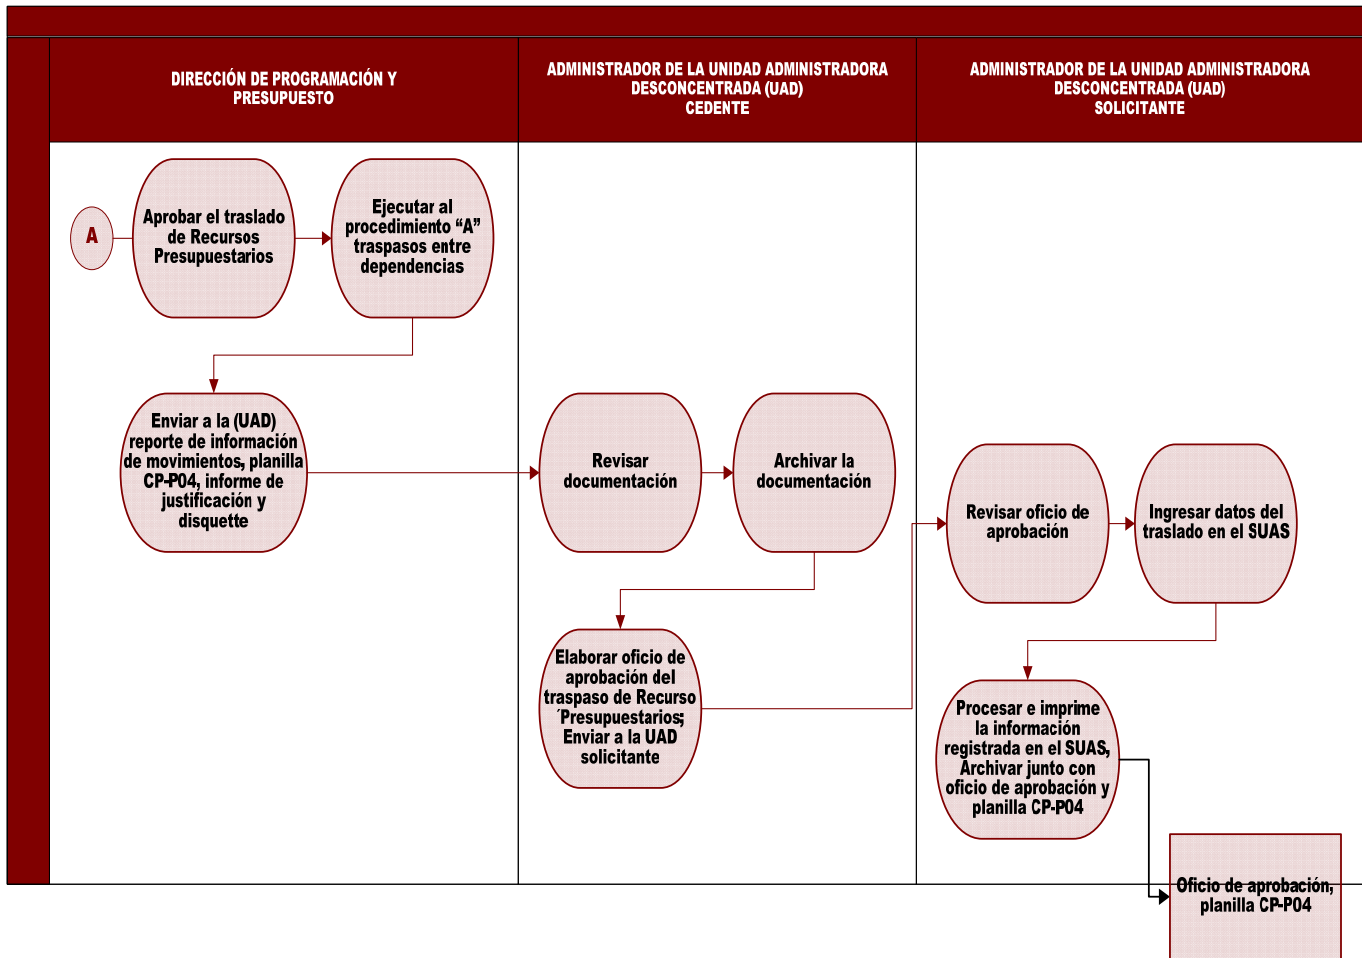 DIRECCIÓN DE PROGRAMACIÓN Y
PRESUPUESTO
ADMINISTRADOR DE LA UNIDAD ADMINISTRADORA
DESCONCENTRADA (UAD)
CEDENTE
ADMINISTRADOR DE LA UNIDAD ADMINISTRADORA
DESCONCENTRADA (UAD)
SOLICITANTE
A
Aprobar el traslado
de Recursos
Presupuestarios
Ejecutar al
procedimiento “A”
traspasos entre
dependencias
Enviar a la (UAD)
reporte de información
de movimientos, planilla
CP-P04, informe de
justificación y
disquette
Revisar
documentación
Archivar la
documentación
Elaborar oficio de
aprobación del
traspaso de Recurso
´Presupuestarios;
Enviar a la UAD
solicitante
Revisar oficio de
aprobación
Ingresar datos del
traslado en el SUAS
Procesar e imprime
la información
registrada en el SUAS,
Archivar junto con
oficio de aprobación y
planilla CP-P04
Oficio de aprobación,
planilla CP-P04